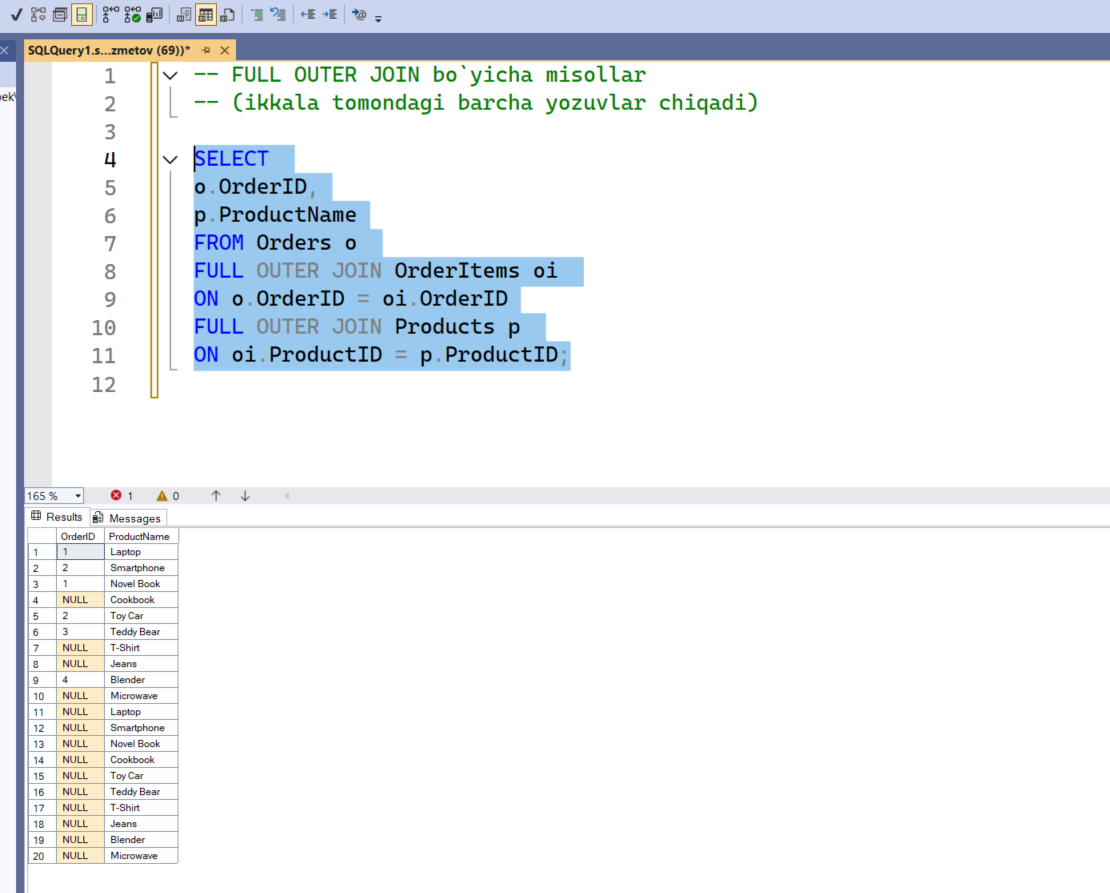 SQLQuery1.s...zmetov (69))*
1 -- FULL OUTER JOIN bo`yicha misollar
2 -- (ikkala tomondagi barcha yozuvlar chiqadi)
3
4 SELECT
5 o.OrderID,
6 p.ProductName
7 FROM Orders o
8 FULL OUTER JOIN OrderItems oi
9 ON o.OrderID = oi.OrderID
10 FULL OUTER JOIN Products p
11 ON oi.ProductID = p.ProductID;
12
165 % 1 0
Results Messages
OrderID ProductName
1 1 Laptop
2 2 Smartphone
3 1 Novel Book
4 NULL Cookbook
5 2 Toy Car
6 3 Teddy Bear
7 NULL T-Shirt
8 NULL Jeans
9 4 Blender
10 NULL Microwave
11 NULL Laptop
12 NULL Smartphone
13 NULL Novel Book
14 NULL Cookbook
15 NULL Toy Car
16 NULL Teddy Bear
17 NULL T-Shirt
18 NULL Jeans
19 NULL Blender
20 NULL Microwave